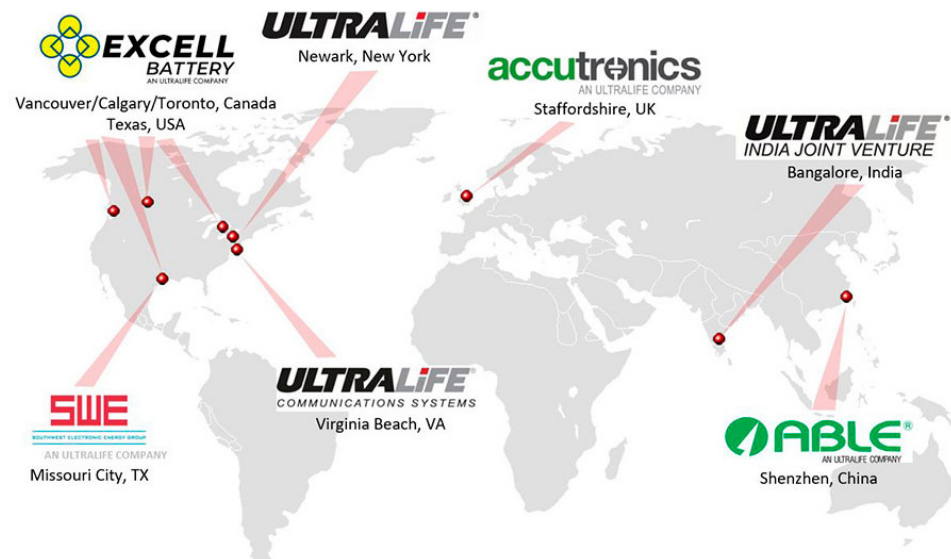 EXCELL
BATTERY
AN ULTRALIFE COMPANY
Vancouver/Calgary/Toronto, Canada
Texas, USA
ULTRALiFE®
Newark, New York
accutronics
AN ULTRALIFE COMPANY
Staffordshire, UK
ULTRALiFE®
INDIA JOINT VENTURE
Bangalore, India
SWE
SOUTHWEST ELECTRONIC ENERGY GROUP
AN ULTRALIFE COMPANY
Missouri City, TX
ULTRALiFE®
COMMUNICATIONS SYSTEMS
Virginia Beach, VA
ABLE®
AN ULTRALIFE COMPANY
Shenzhen, China